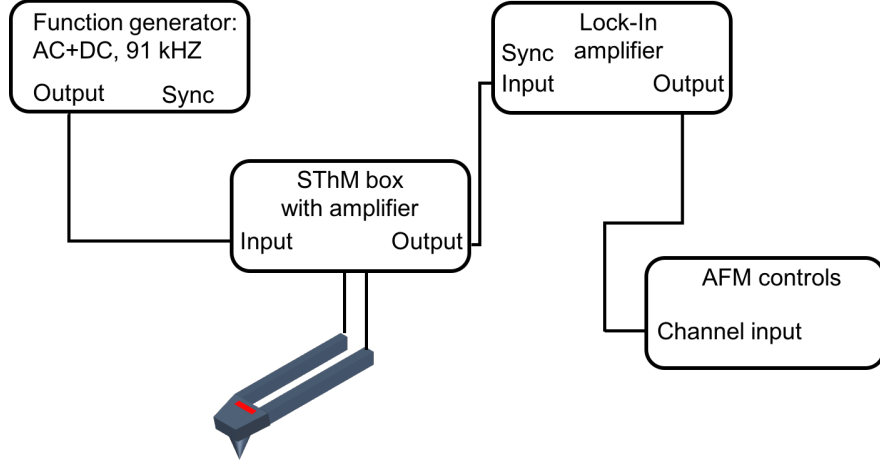 Function generator:
AC+DC, 91 kHZ
Output Sync
Lock-In
Sync amplifier
Input Output
SThM box
with amplifier
Input Output
AFM controls
Channel input